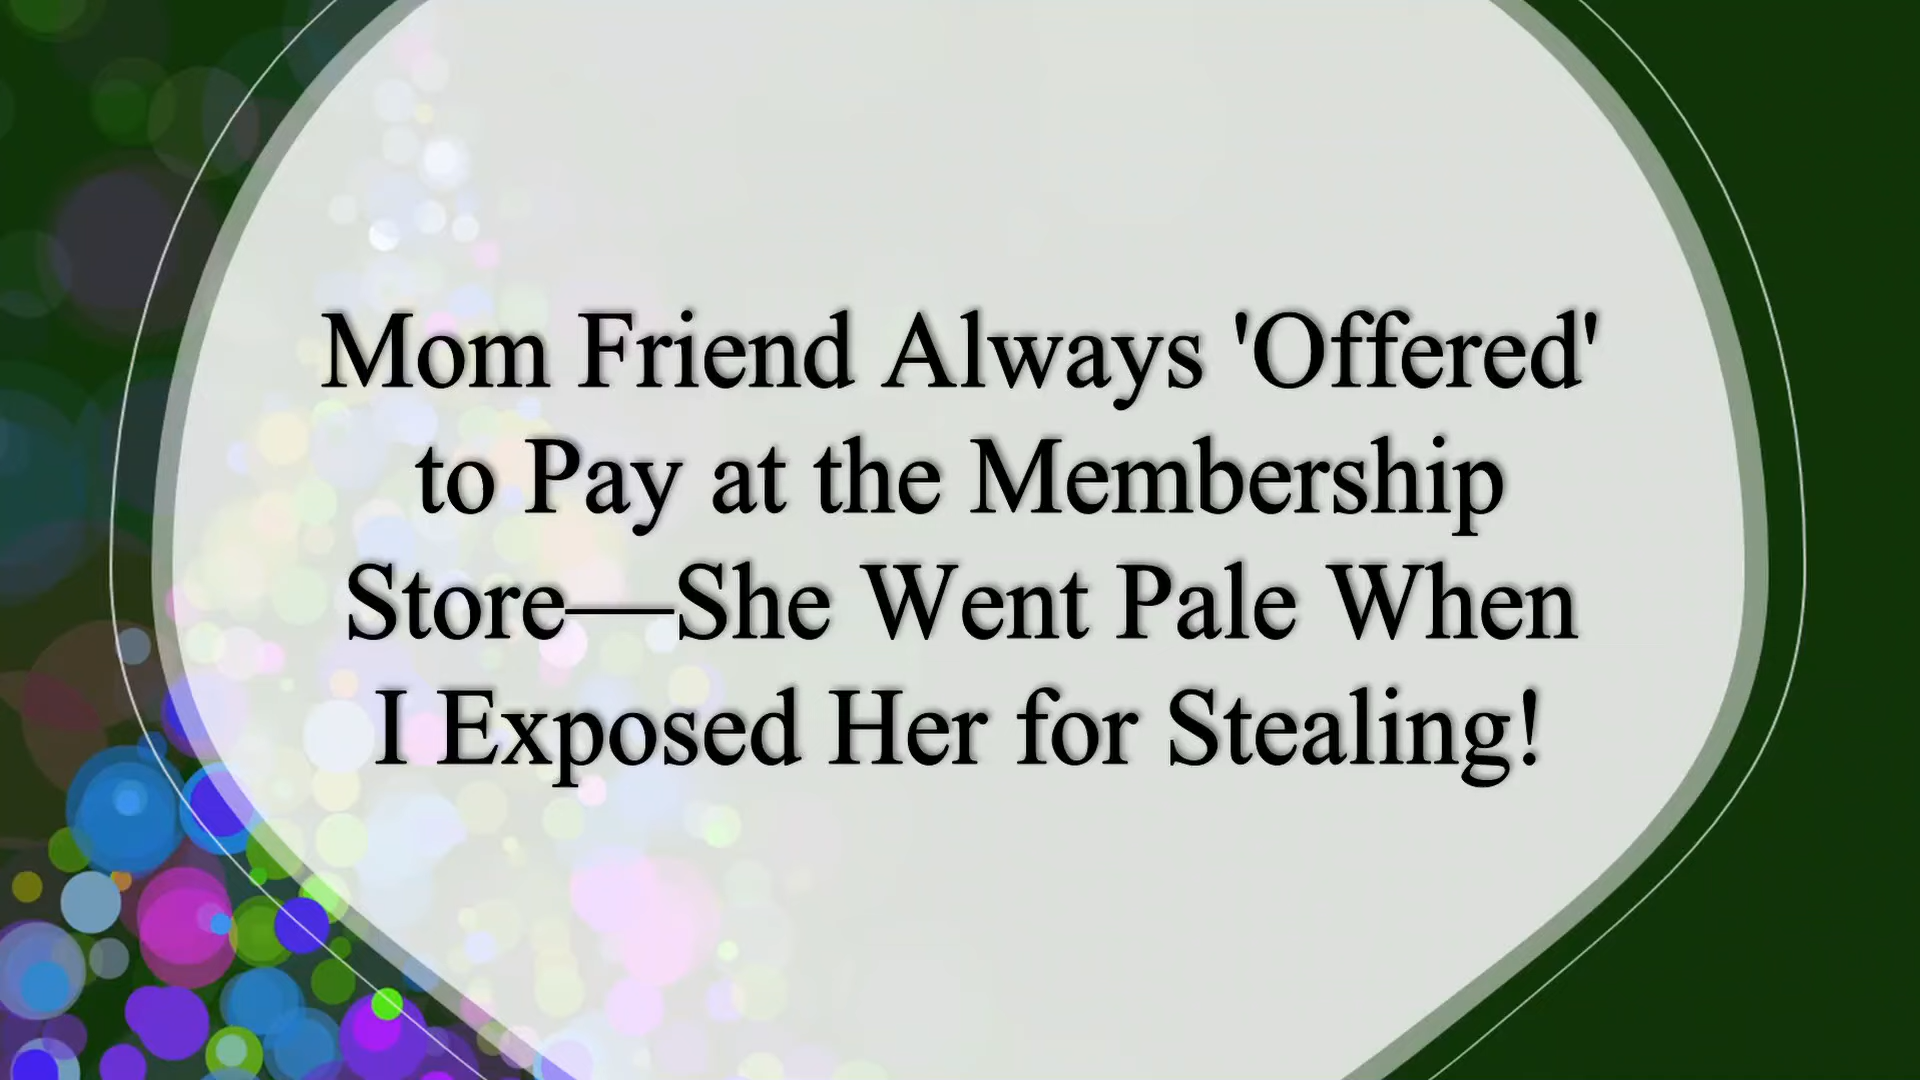 Mom Friend Always 'Offered'
to Pay at the Membership
Store—She Went Pale When
I Exposed Her for Stealing!